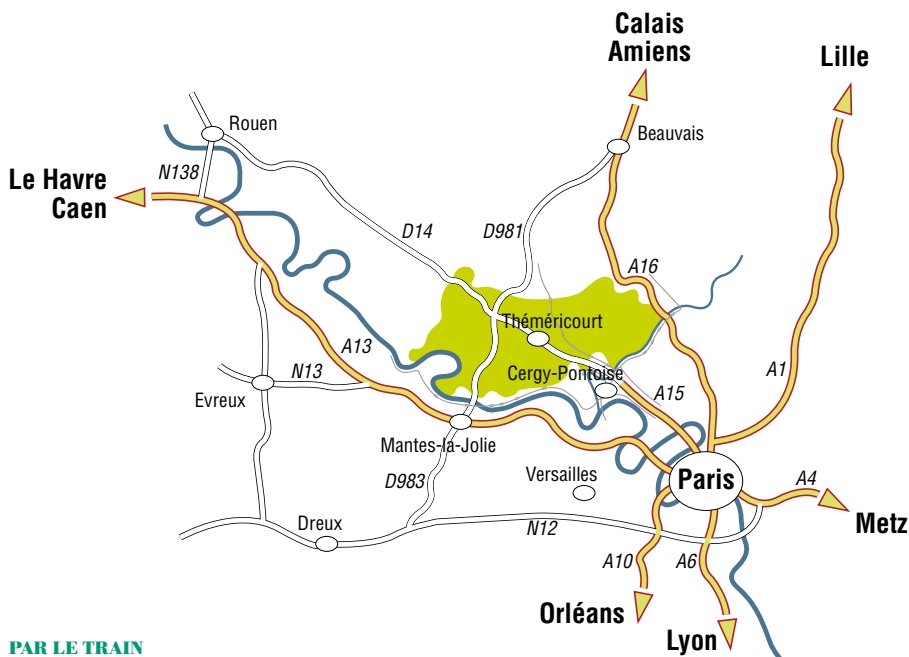 Calais
Amiens
Lille
Rouen
Beauvais
N138
Le Havre
Caen
D14
D981
A16
Théméricourt
A13
A1
N13
Cergy-Pontoise
Evreux
A15
Mantes-la-Jolie
Versailles
Paris
A4
D983
Metz
Dreux
N12
A10
A6
Orléans
Lyon
PAR LE TRAIN